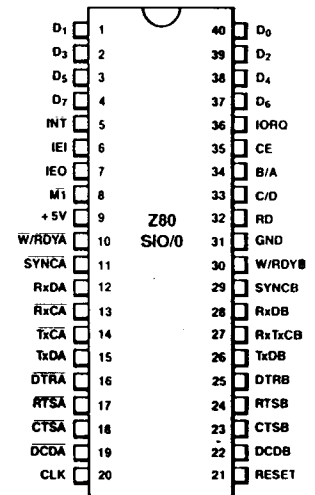 D1 1 40 D0
D3 2 39 D2
D5 3 38 D4
D7 4 37 D6
INT 5 36 IORQ
IEI 6 35 CE
IEO 7 34 B/A
M1 8 33 C/D
+5V 9 32 RD
Z80
SIO/0
W/RDYA 10 31 GND
SYNCA 11 30 W/RDYB
RxDA 12 29 SYNCB
RxCA 13 28 RxDB
TxCA 14 27 RxTxCB
TxDA 15 26 TxDB
DTRA 16 25 DTRB
RTSA 17 24 RTSB
CTSA 18 23 CTSB
DCDA 19 22 DCDB
CLK 20 21 RESET